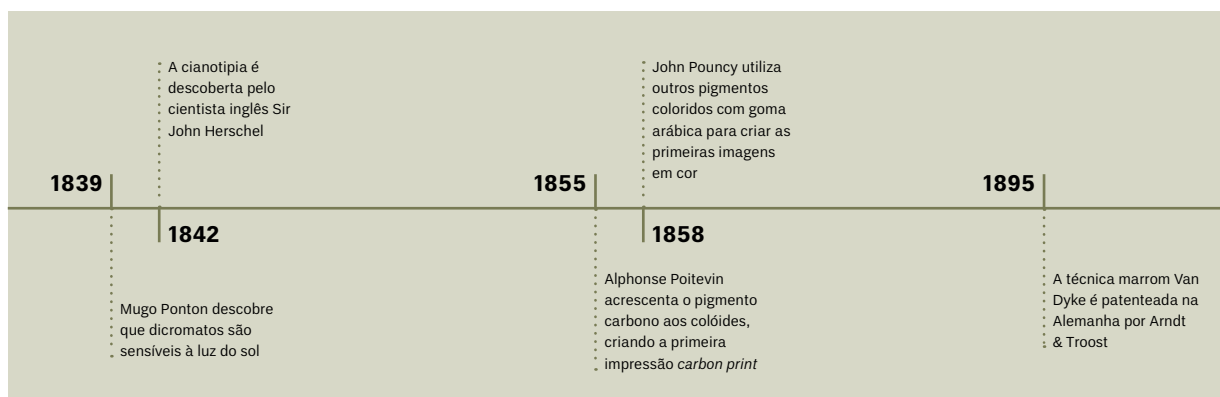 1839
Mugo Ponton descobre
que dicromatos são
sensíveis à luz do sol
A cianotipia é
descoberta pelo
cientista inglês Sir
John Herschel
1842
1855
Alphonse Poitevin
acrescenta o pigmento
carbono aos colóides,
criando a primeira
impressão carbon print
John Pouncy utiliza
outros pigmentos
coloridos com goma
arábica para criar as
primeiras imagens
em cor
1858
1895
A técnica marrom Van
Dyke é patenteada na
Alemanha por Arndt
& Troost